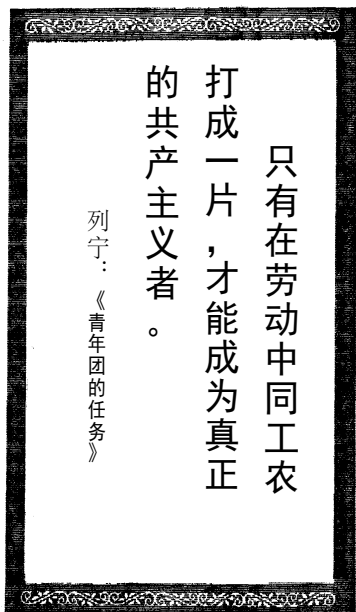 只有在劳动中同工农
打成一片，才能成为真正
的共产主义者。
列宁：《青年团的任务》